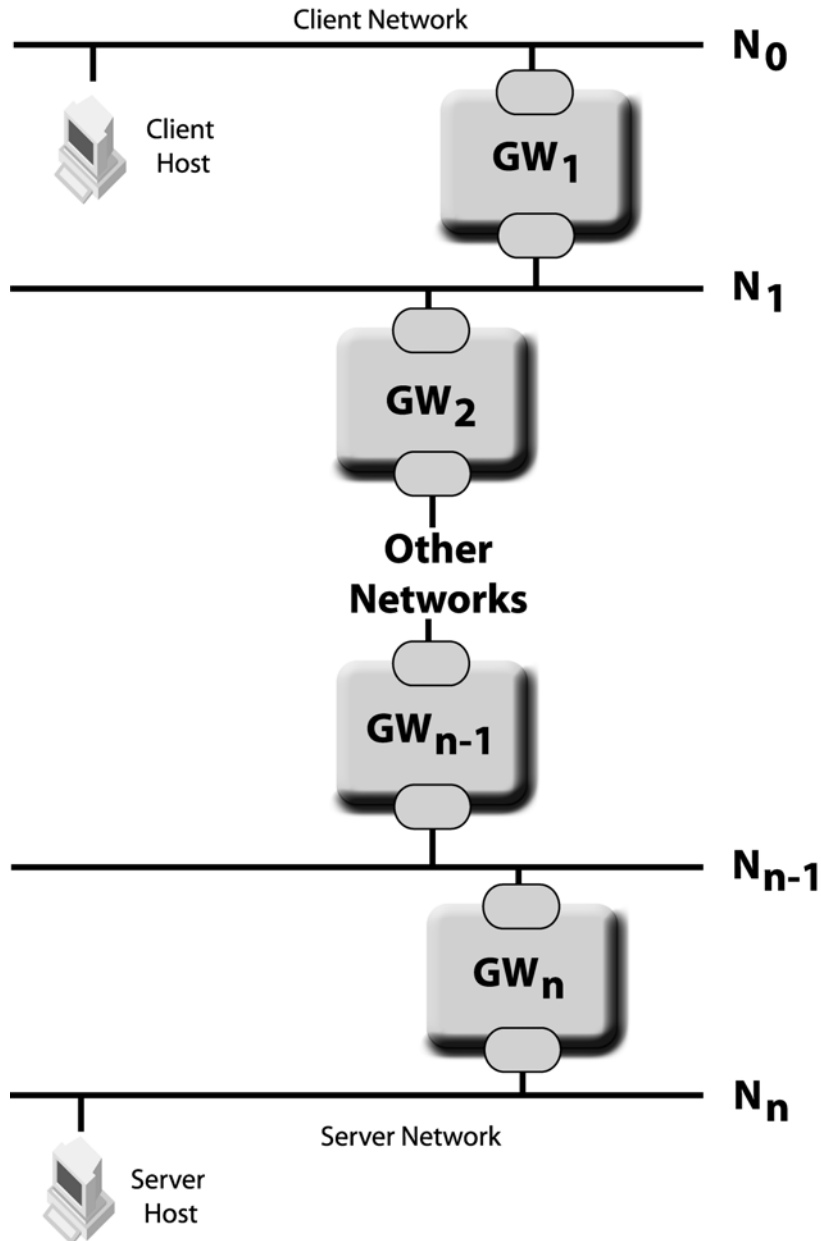 Client Network
N0
Client
Host
GW1
N1
GW2
Other
Networks
GWn-1
Nn-1
GWn
Nn
Server Network
Server
Host